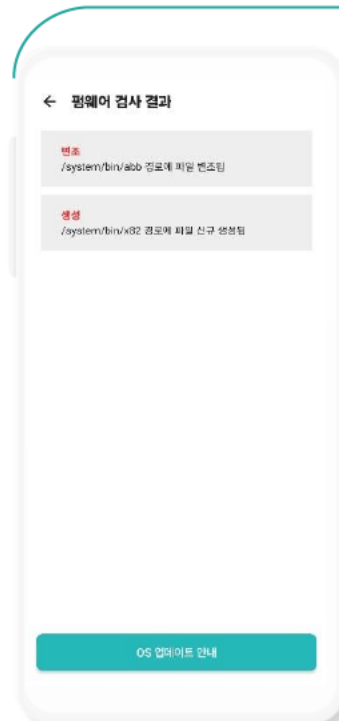 ← 펌웨어 검사 결과
변조
/system/bin/abb 경로에 파일 변조됨
생성
/system/bin/x82 경로에 파일 신규 생성됨
OS 업데이트 안내